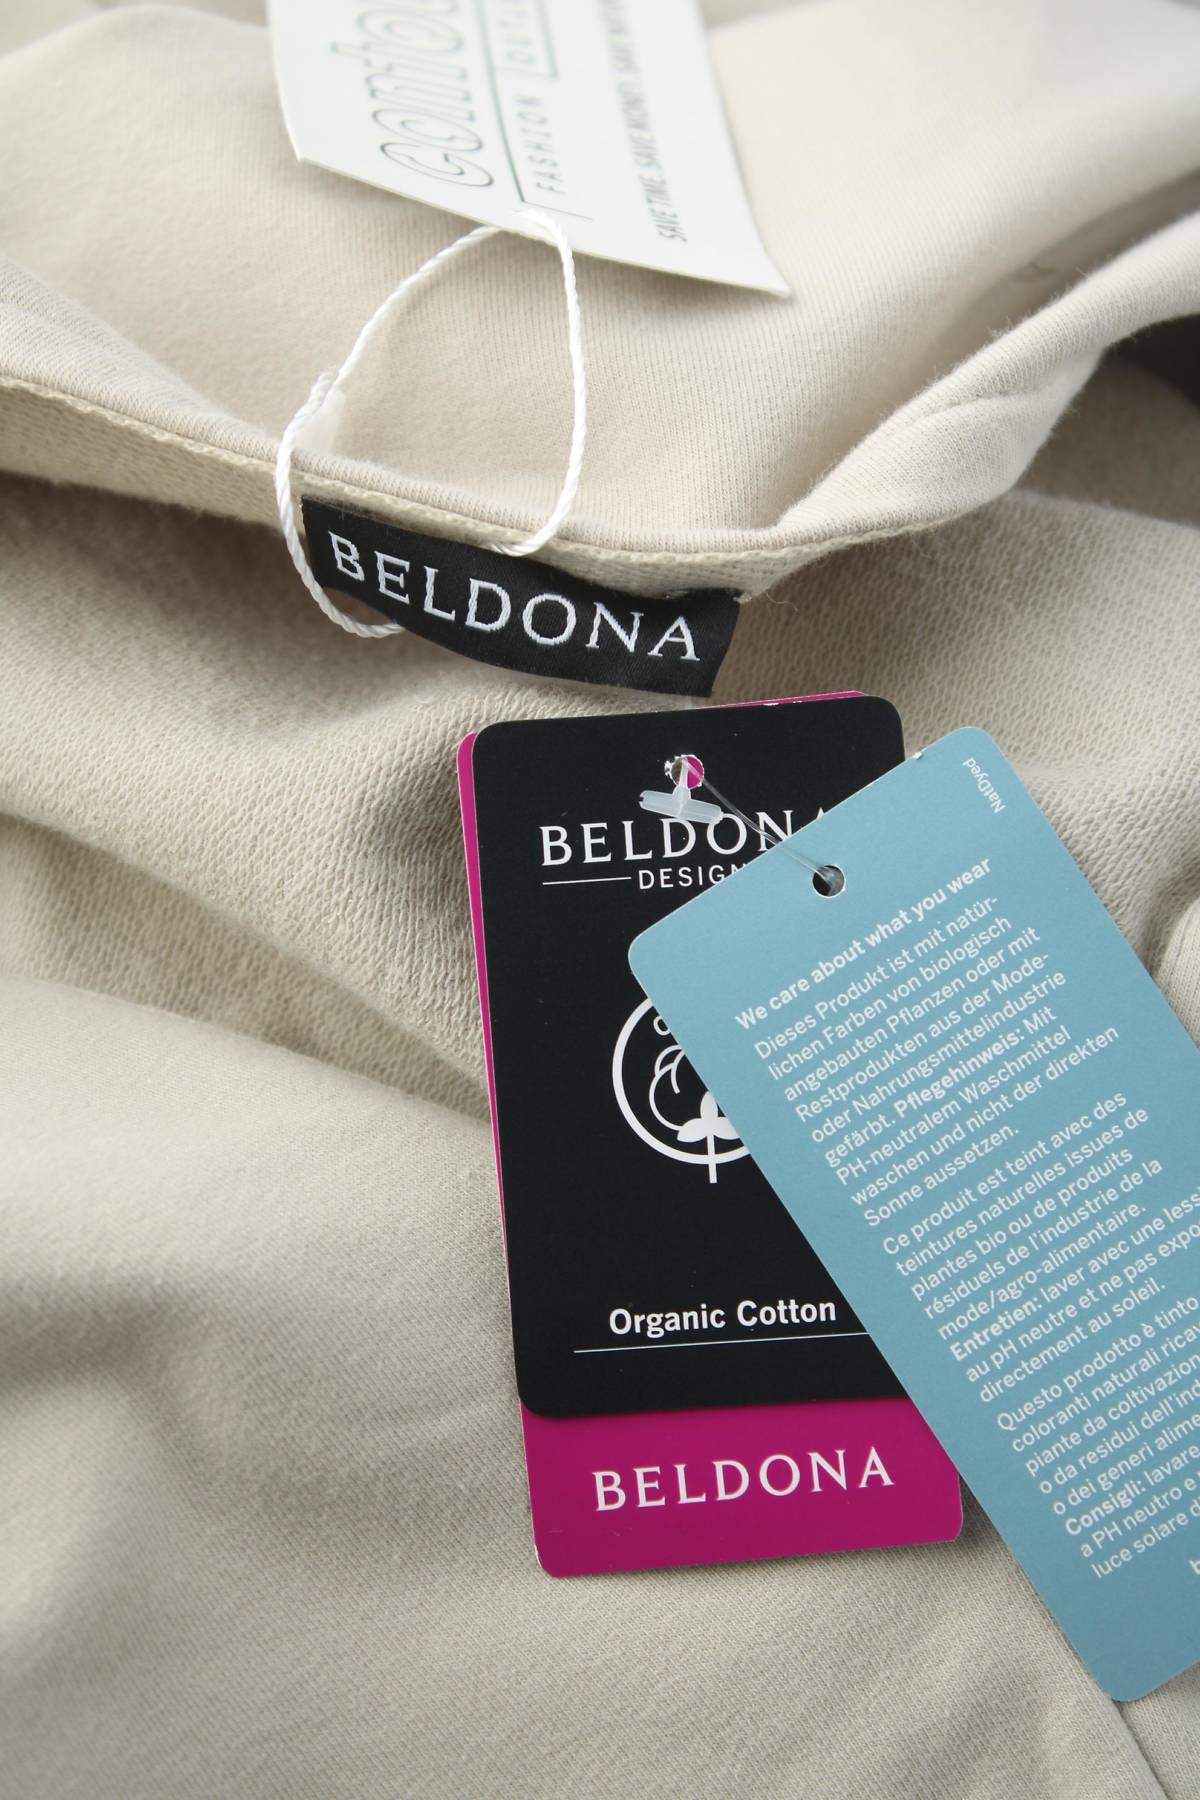 FASHION
SAVE TIME. SAVE MONEY. SAVE
BELDONA
BELDONA
DESIGN
Organic Cotton
BELDONA
NatDyed
We care about what you wear
Dieses Produkt ist mit natür-
lichen Farben von biologisch
angebauten Pflanzen oder mit
Restprodukten aus der Mode-
oder Nahrungsmittelindustrie
gefärbt. Pflegehinweis: Mit
PH-neutralem Waschmittel
waschen und nicht der direkten
Sonne aussetzen.
Ce produit est teint avec des
teintures naturelles issues de
plantes bio ou de produits
résiduels de l'industrie de la
mode/agro-alimentaire.
Entretien: laver avec une
au pH neutre et ne pas
directement au soleil.
Questo prodotto è
coloranti naturali
piante da
o da residui
o dei generi
Consigli: lavare
a PH neutro e
luce solare